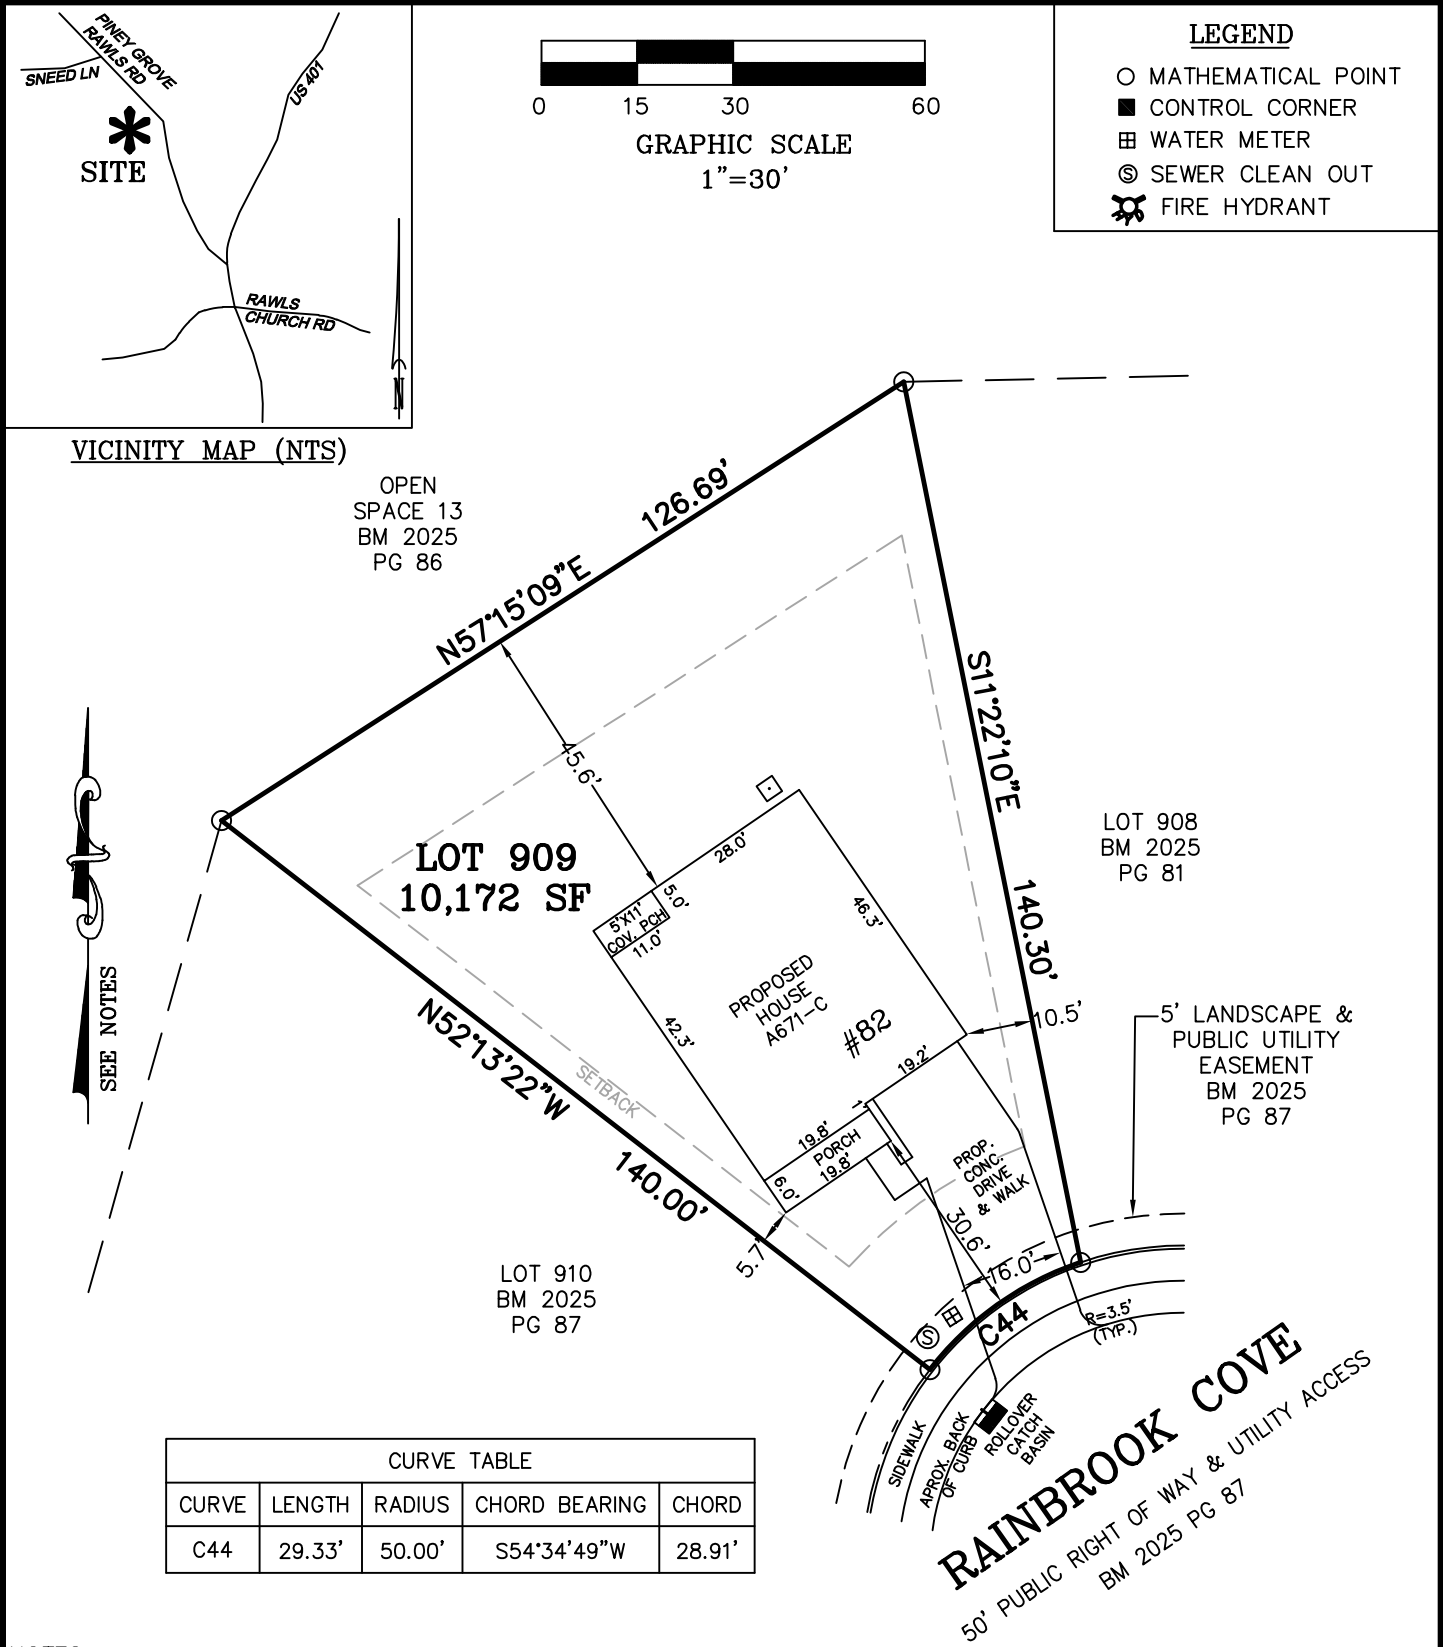 PINEY GROVE
RAWLS RD
SNEED LN
US 401
SITE
RAWLS
CHURCH RD
N
VICINITY MAP (NTS)
0 15 30 60
GRAPHIC SCALE
1"=30'
LEGEND
MATHEMATICAL POINT
CONTROL CORNER
WATER METER
S SEWER CLEAN OUT
FIRE HYDRANT
OPEN
SPACE 13
BM 2025
PG 86
N57°15'09"E
126.69'
S11°22'10"E
140.30'
45.6'
LOT 909
10,172 SF
28.0'
5.0'
5'X11'
COV. PCH
11.0'
46.3'
42.3'
PROPOSED
HOUSE
A671-C
#82
LOT 908
BM 2025
PG 81
SEE NOTES
N52°13'22"W
140.00'
SETBACK
10.5'
19.2'
1'
19.8'
PORCH
19.8'
6.0'
5.7'
PROP.
CONC.
DRIVE
& WALK
30.6'
16.0'
5' LANDSCAPE &
PUBLIC UTILITY
EASEMENT
BM 2025
PG 87
LOT 910
BM 2025
PG 87
S
C44
R=3.5'
(TYP.)
SIDEWALK
APROX. BACK
OF CURB
ROLLOVER
CATCH
BASIN
RAINBROOK COVE
50' PUBLIC RIGHT OF WAY & UTILITY ACCESS
BM 2025 PG 87
CURVE TABLE
CURVE LENGTH RADIUS CHORD BEARING CHORD
C44 29.33' 50.00' S54°34'49"W 28.91'